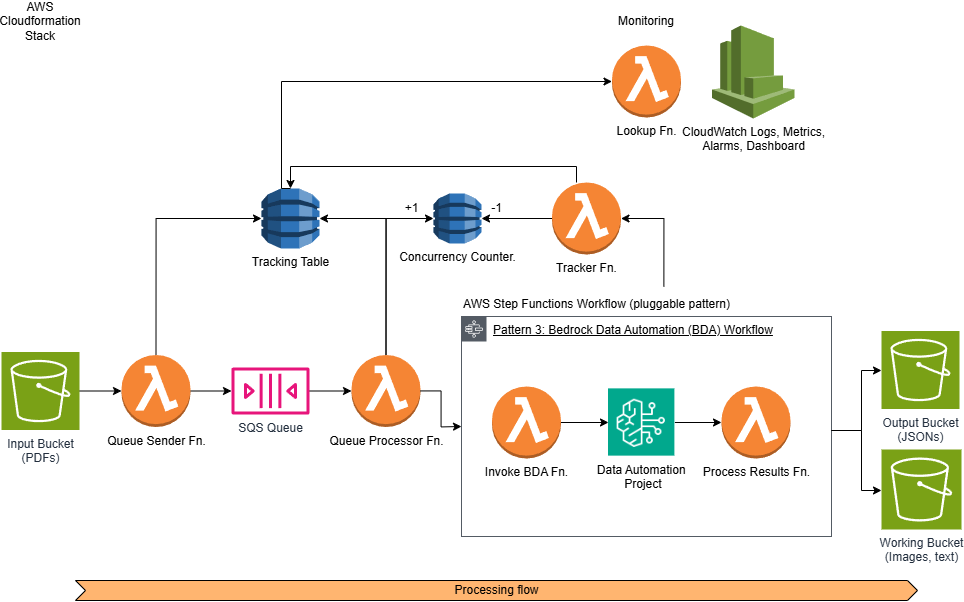 AWS
Cloudformation
Stack
Monitoring
Lookup Fn.
CloudWatch Logs, Metrics,
Alarms, Dashboard
+1
-1
Tracking Table
Concurrency Counter.
Tracker Fn.
AWS Step Functions Workflow (pluggable pattern)
Pattern 3: Bedrock Data Automation (BDA) Workflow
Input Bucket
(PDFs)
Queue Sender Fn.
SQS Queue
Queue Processor Fn.
Invoke BDA Fn.
Data Automation
Project
Process Results Fn.
Output Bucket
(JSONs)
Working Bucket
(Images, text)
Processing flow